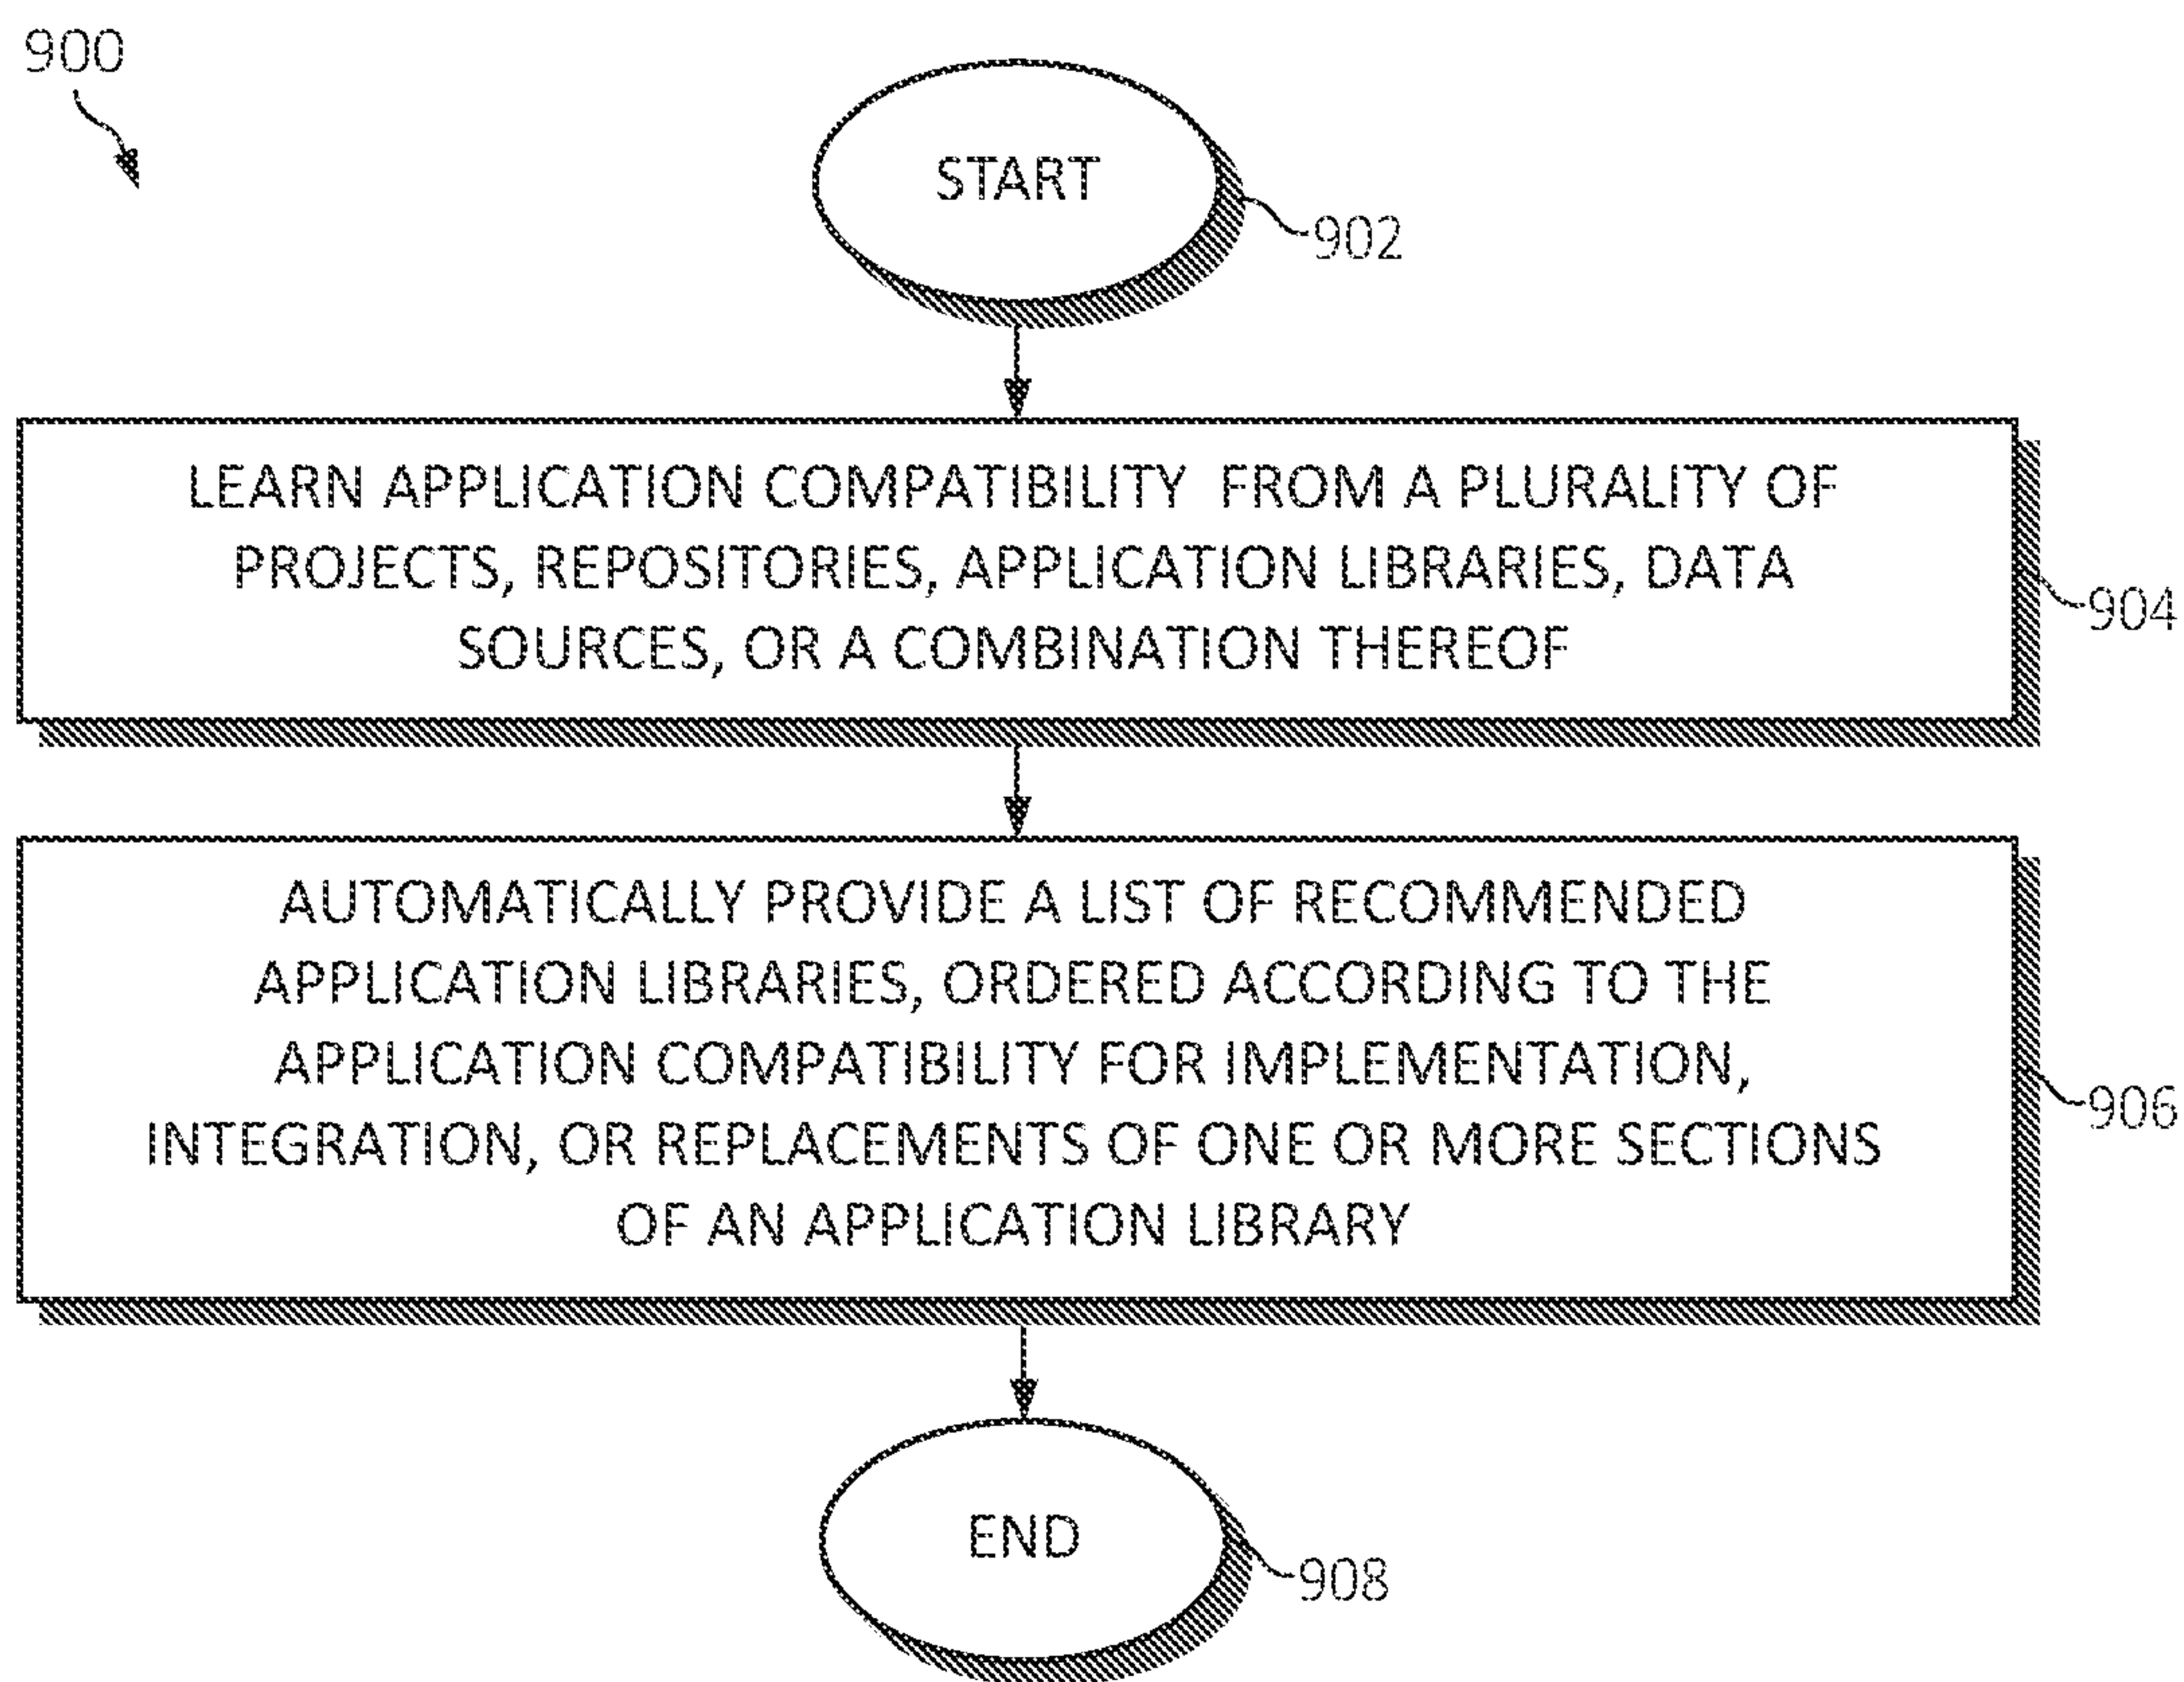 900
START
902
LEARN APPLICATION COMPATIBILITY FROM A PLURALITY OF
PROJECTS, REPOSITORIES, APPLICATION LIBRARIES, DATA
SOURCES, OR A COMBINATION THEREOF
904
AUTOMATICALLY PROVIDE A LIST OF RECOMMENDED
APPLICATION LIBRARIES, ORDERED ACCORDING TO THE
APPLICATION COMPATIBILITY FOR IMPLEMENTATION,
INTEGRATION, OR REPLACEMENTS OF ONE OR MORE SECTIONS
OF AN APPLICATION LIBRARY
906
END
908